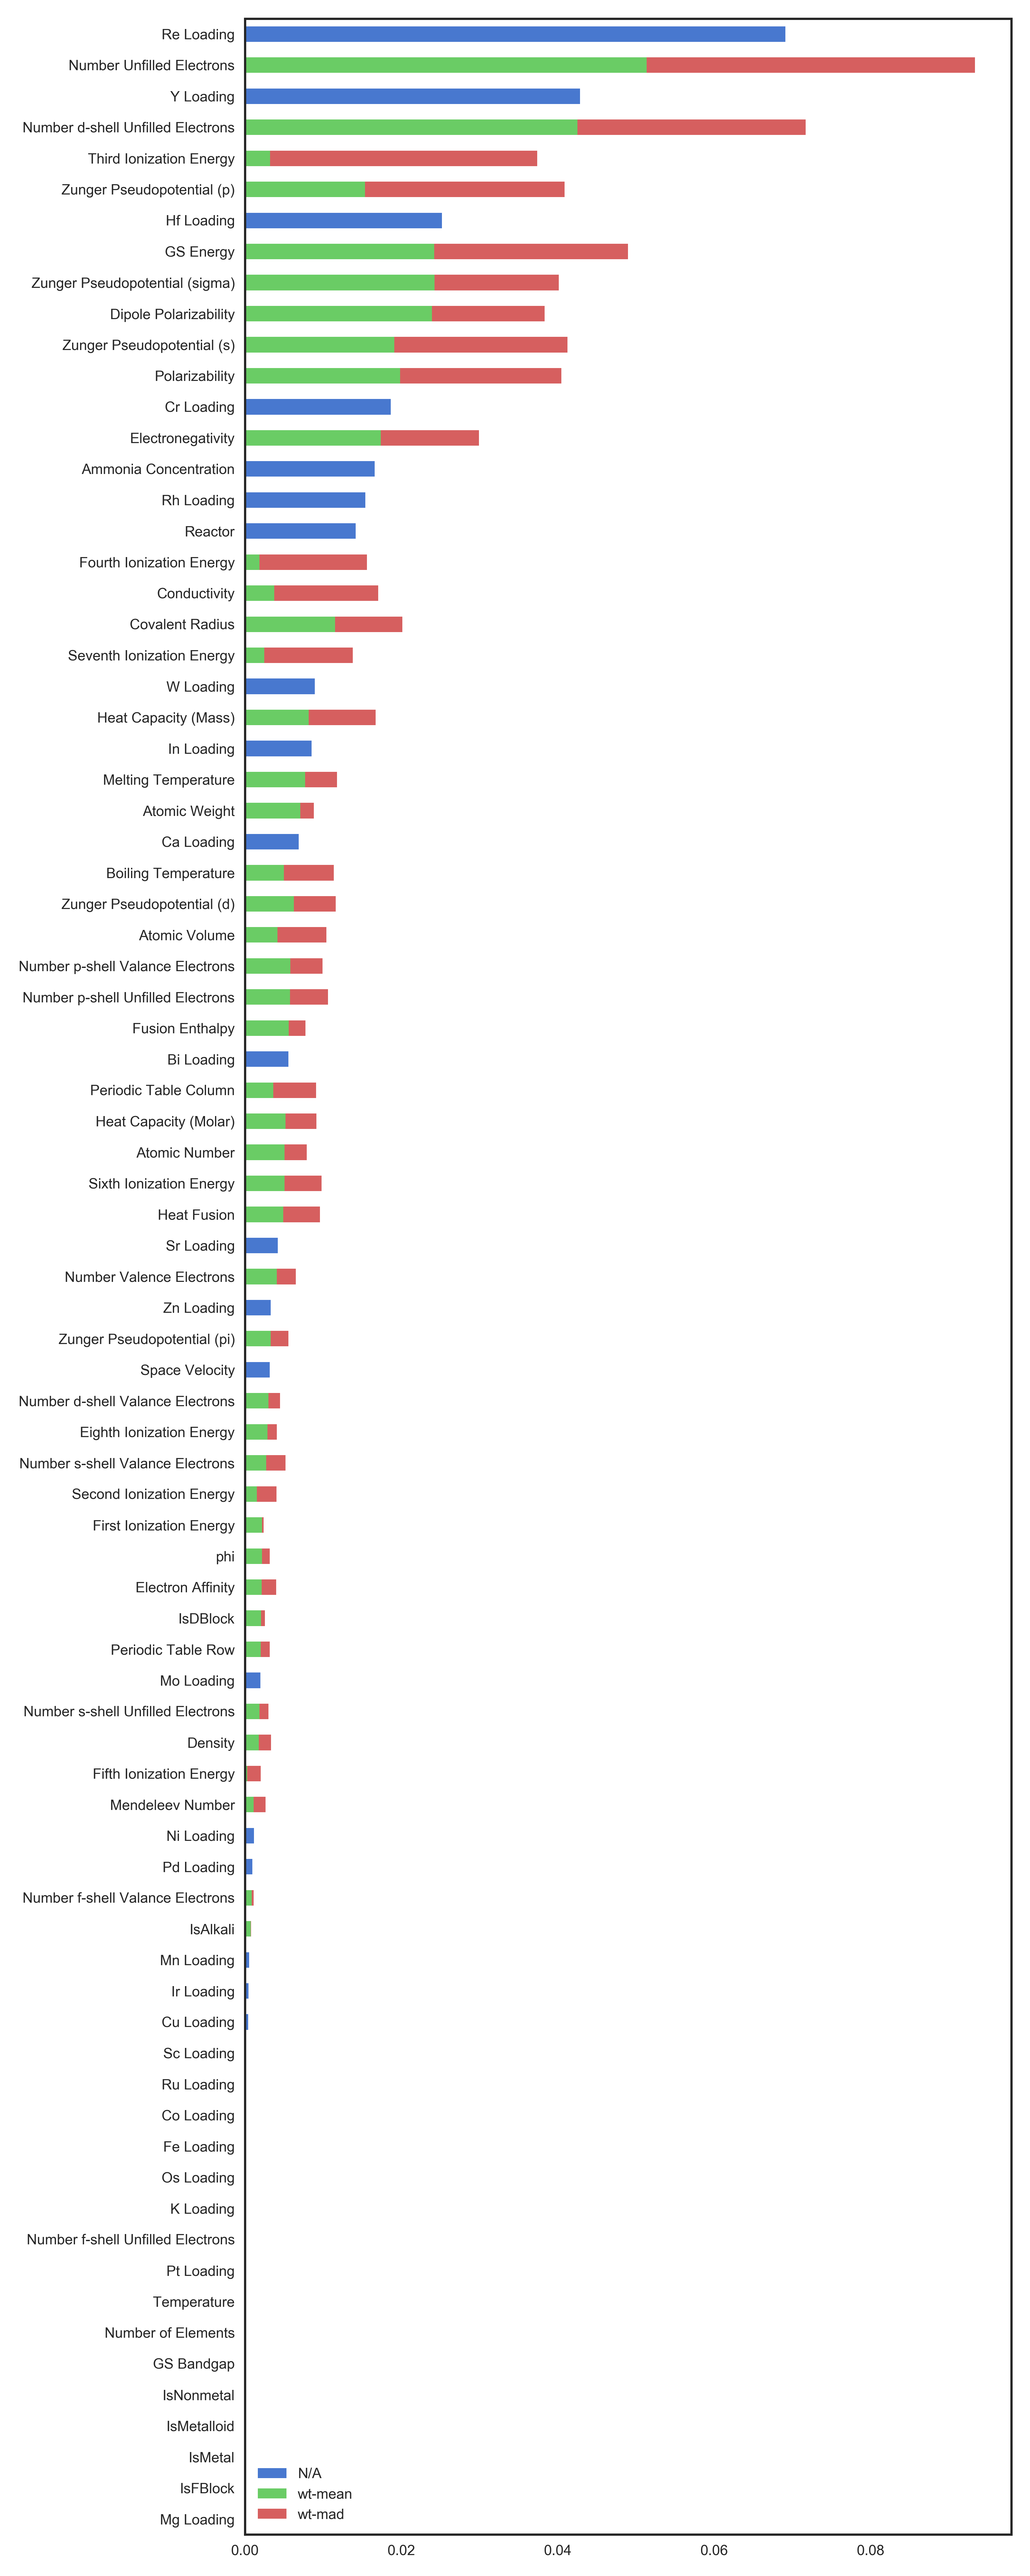 Re Loading
Number Unfilled Electrons
Y Loading
Number d-shell Unfilled Electrons
Third Ionization Energy
Zunger Pseudopotential (p)
Hf Loading
GS Energy
Zunger Pseudopotential (sigma)
Dipole Polarizability
Zunger Pseudopotential (s)
Polarizability
Cr Loading
Electronegativity
Ammonia Concentration
Rh Loading
Reactor
Fourth Ionization Energy
Conductivity
Covalent Radius
Seventh Ionization Energy
W Loading
Heat Capacity (Mass)
In Loading
Melting Temperature
Atomic Weight
Ca Loading
Boiling Temperature
Zunger Pseudopotential (d)
Atomic Volume
Number p-shell Valance Electrons
Number p-shell Unfilled Electrons
Fusion Enthalpy
Bi Loading
Periodic Table Column
Heat Capacity (Molar)
Atomic Number
Sixth Ionization Energy
Heat Fusion
Sr Loading
Number Valence Electrons
Zn Loading
Zunger Pseudopotential (pi)
Space Velocity
Number d-shell Valance Electrons
Eighth Ionization Energy
Number s-shell Valance Electrons
Second Ionization Energy
First Ionization Energy
phi
Electron Affinity
IsDBlock
Periodic Table Row
Mo Loading
Number s-shell Unfilled Electrons
Density
Fifth Ionization Energy
Mendeleev Number
Ni Loading
Pd Loading
Number f-shell Valance Electrons
IsAlkali
Mn Loading
Ir Loading
Cu Loading
Sc Loading
Ru Loading
Co Loading
Fe Loading
Os Loading
K Loading
Number f-shell Unfilled Electrons
Pt Loading
Temperature
Number of Elements
GS Bandgap
IsNonmetal
IsMetalloid
IsMetal
IsFBlock
Mg Loading
N/A
wt-mean
wt-mad
0.00 0.02 0.04 0.06 0.08